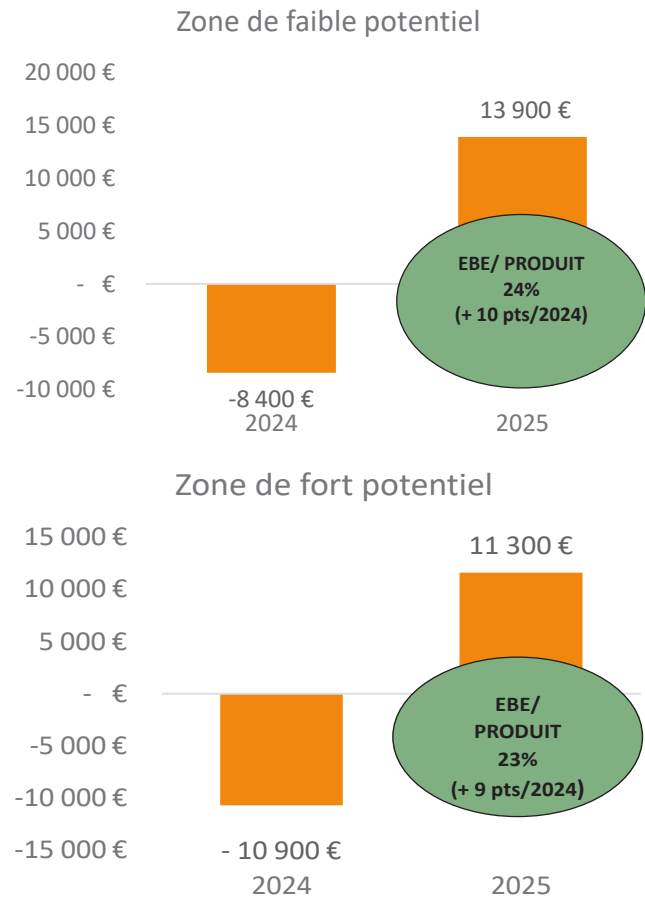 Zone de faible potentiel
20 000 €
15 000 €
10 000 €
5 000 €
- €
-5 000 €
-10 000 €
13 900 €
EBE/ PRODUIT
24%
(+ 10 pts/2024)
-8 400 €
2024
2025
Zone de fort potentiel
15 000 €
10 000 €
5 000 €
- €
-5 000 €
-10 000 €
-15 000 €
11 300 €
EBE/
PRODUIT
23%
(+ 9 pts/2024)
- 10 900 €
2024
2025